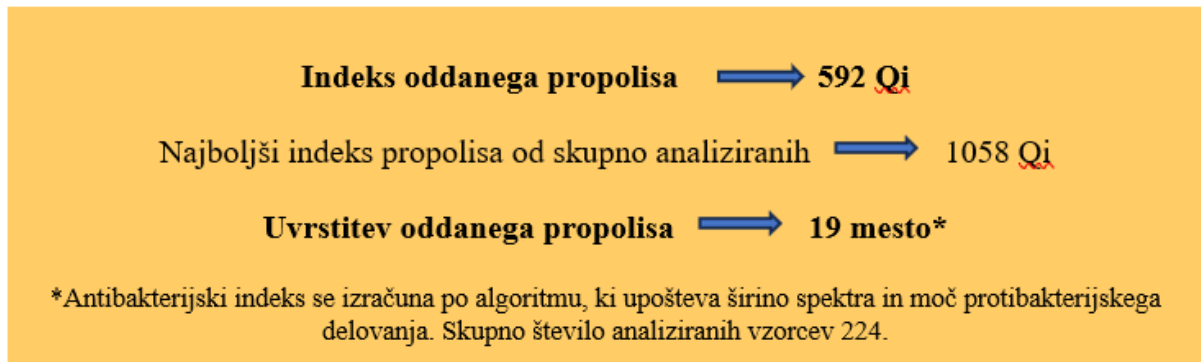 Indeks oddanega propolisa 592 Qi
Najboljši indeks propolisa od skupno analiziranih 1058 Qi
Uvrstitev oddanega propolisa 19 mesto*
*Antibakterijski indeks se izračuna po algoritmu, ki upošteva širino spektra in moč protibakterijskega
delovanja. Skupno število analiziranih vzorcev 224.